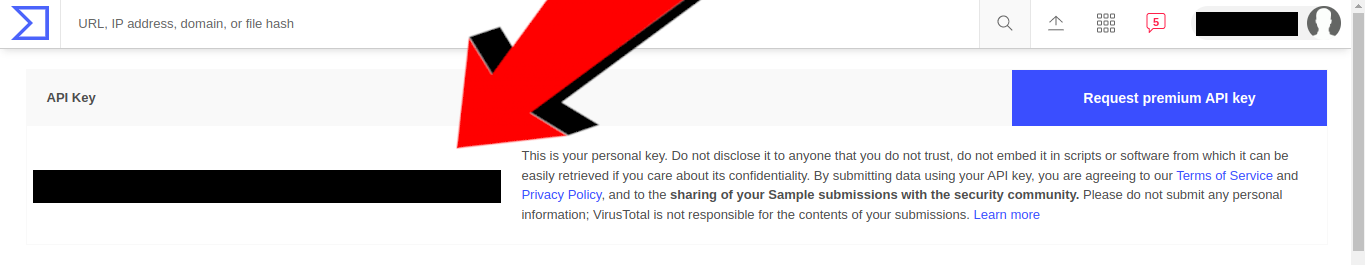 URL, IP address, domain, or file hash
5
API Key
Request premium API key
This is your personal key. Do not disclose it to anyone that you do not trust, do not embed it in scripts or software from which it can be
easily retrieved if you care about its confidentiality. By submitting data using your API key, you are agreeing to our Terms of Service and
Privacy Policy, and to the sharing of your Sample submissions with the security community. Please do not submit any personal
information; VirusTotal is not responsible for the contents of your submissions. Learn more